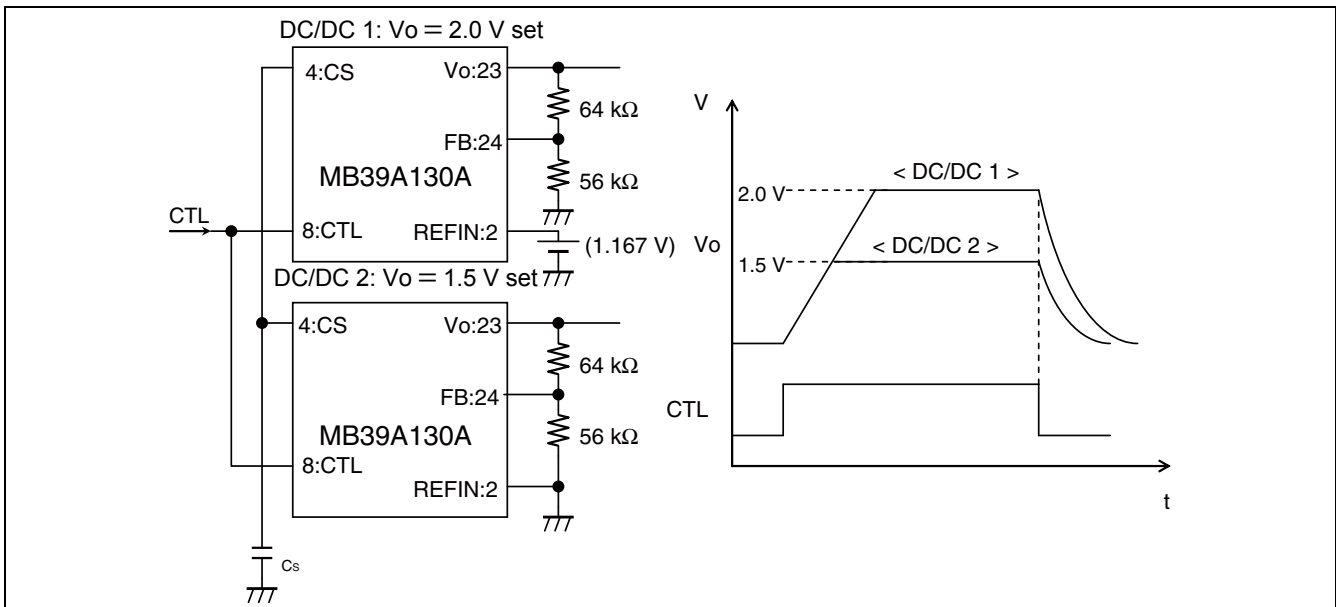 DC/DC 1: Vo = 2.0 V set
4:CS
Vo:23
64 kΩ
FB:24
56 kΩ
MB39A130A
CTL
8:CTL
REFIN:2
(1.167 V)
DC/DC 2: Vo = 1.5 V set
4:CS
Vo:23
64 kΩ
FB:24
56 kΩ
MB39A130A
8:CTL
REFIN:2
Cs
V
< DC/DC 1 >
2.0 V
Vo
< DC/DC 2 >
1.5 V
CTL
t